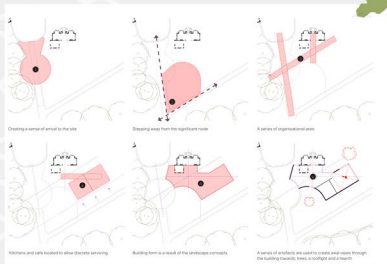 Creating a sense of arrival to the site
Stepping away from the significant node
A series of organisational axes
Kitchens and cafe located to allow discrete servicing
Building form is a result of the landscape concepts
A series of artefacts are used to create axial views through
the building towards, trees, a outlight and a hearth